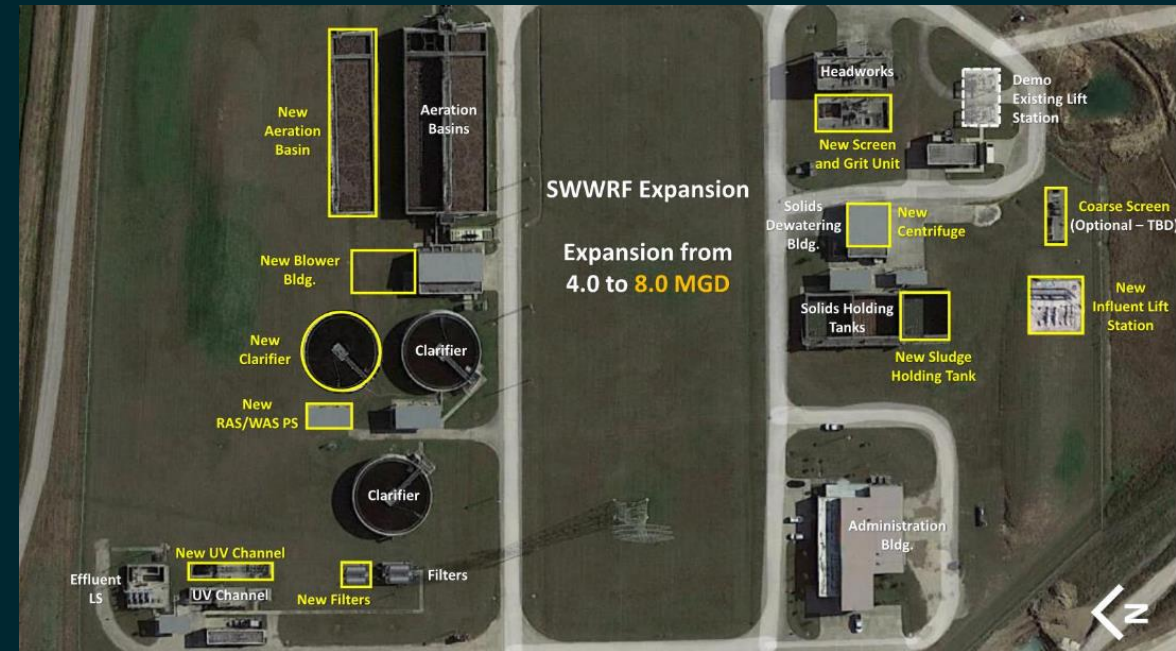 New
Aeration
Basin
Aeration
Basins
New Blower
Bldg.
New
Clarifier
Clarifier
New
RAS/WAS PS
Clarifier
New UV Channel
Effluent
LS
UV Channel
New Filters
Filters
SWWRF Expansion
Expansion from
4.0 to 8.0 MGD
Headworks
New Screen
and Grit Unit
Demo
Existing Lift
Station
Solids
Dewatering
Bldg.
New
Centrifuge
Coarse Screen
(Optional – TBD)
Solids Holding
Tanks
New Sludge
Holding Tank
New
Influent Lift
Station
Administration
Bldg.
N